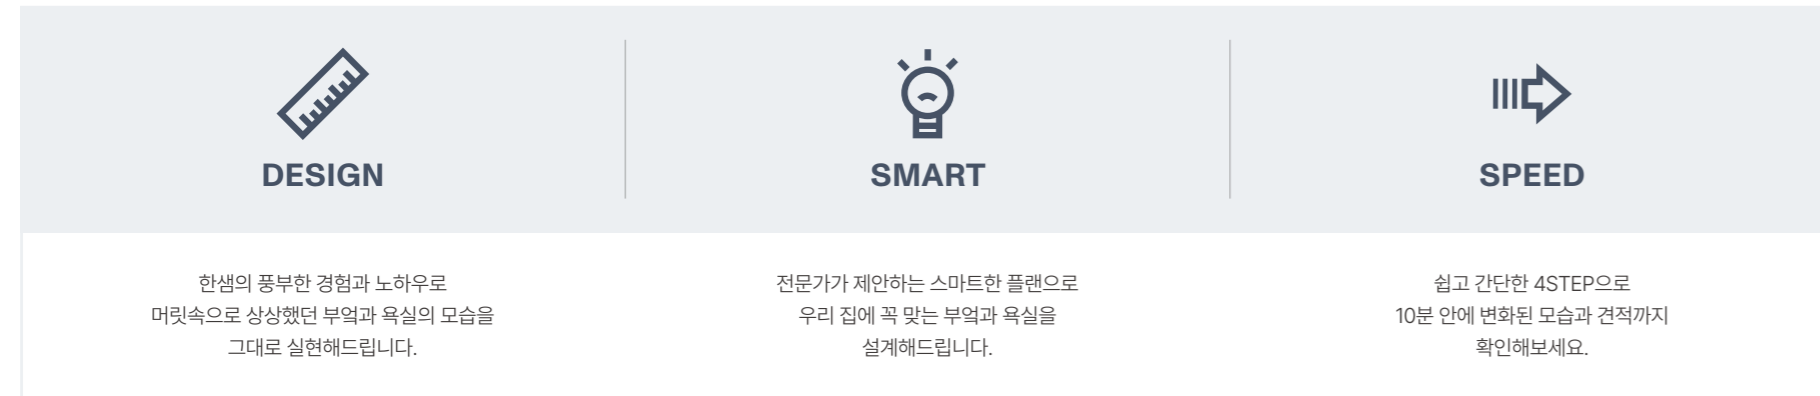 DESIGN
한샘의 풍부한 경험과 노하우로
머릿속으로 상상했던 부엌과 욕실의 모습을
그대로 실현해드립니다.
SMART
전문가가 제안하는 스마트한 플랜으로
우리 집에 꼭 맞는 부엌과 욕실을
설계해드립니다.
SPEED
쉽고 간단한 4STEP으로
10분 안에 변화된 모습과 견적까지
확인해보세요.